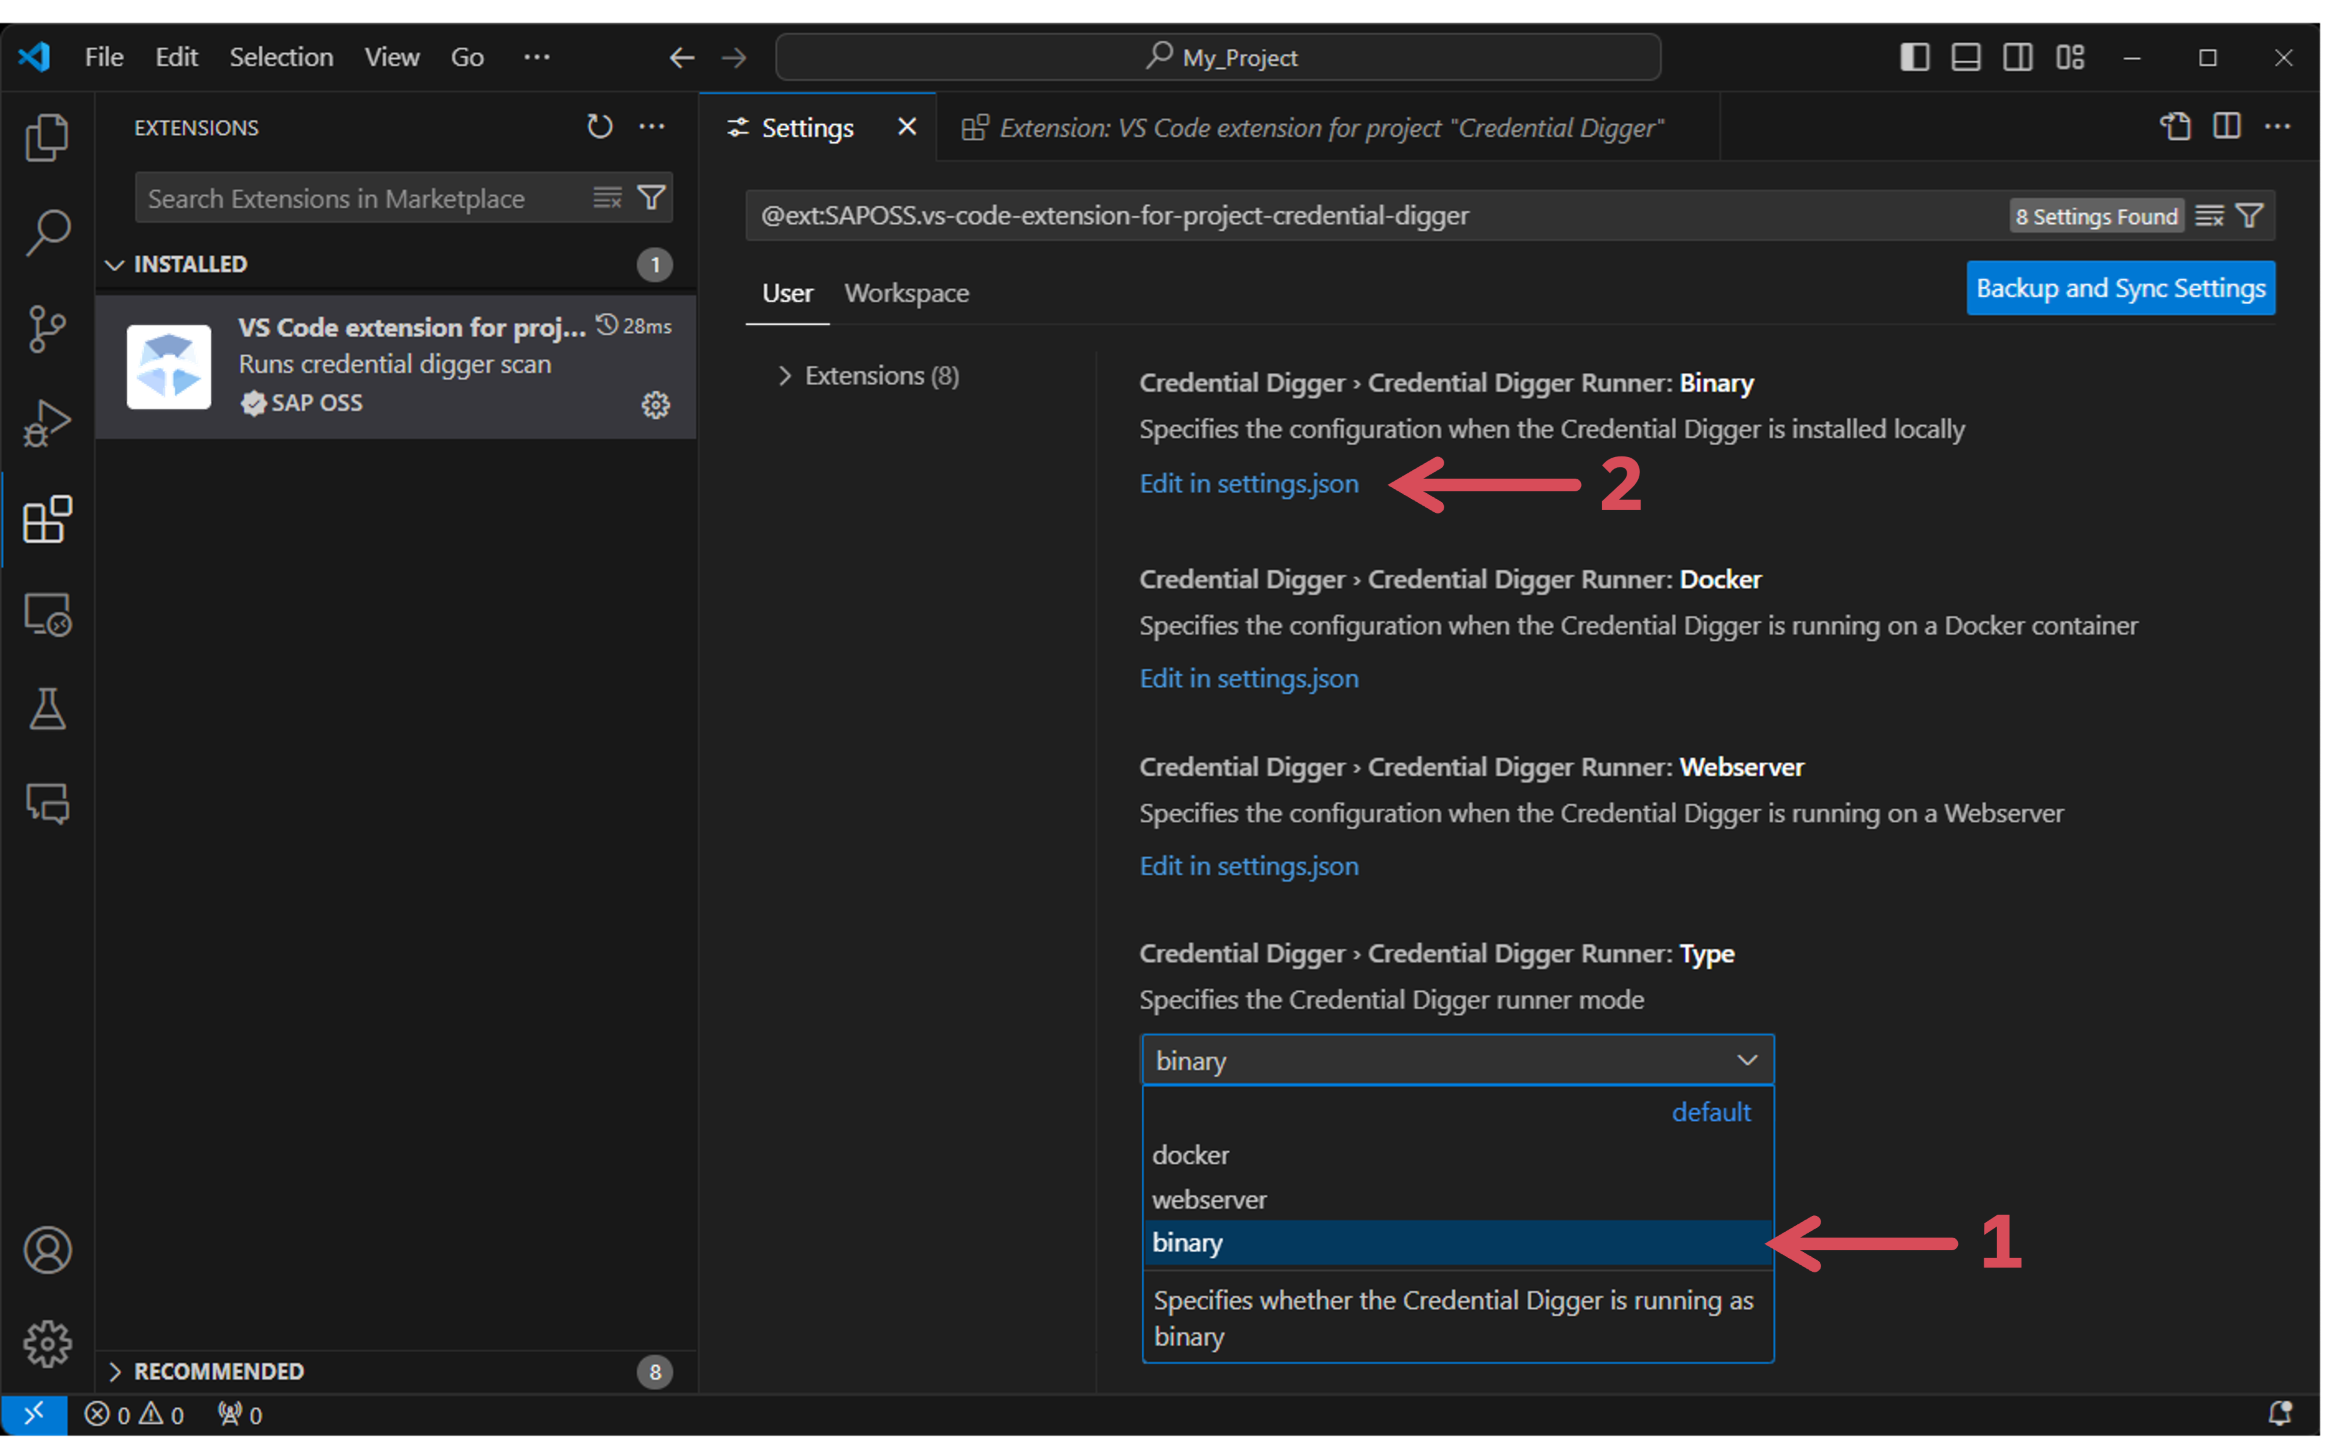 File Edit Selection View Go ··· My_Project
EXTENSIONS ···
Search Extensions in Marketplace
INSTALLED 1
VS Code extension for proj... 28ms
Runs credential digger scan
SAP OSS
RECOMMENDED 8
Settings
Extension: VS Code extension for project "Credential Digger"
@ext:SAPOSS.vs-code-extension-for-project-credential-digger 8 Settings Found
User Workspace
Backup and Sync Settings
Extensions (8)
Credential Digger › Credential Digger Runner: Binary
Specifies the configuration when the Credential Digger is installed locally
Edit in settings.json 2
Credential Digger › Credential Digger Runner: Docker
Specifies the configuration when the Credential Digger is running on a Docker container
Edit in settings.json
Credential Digger › Credential Digger Runner: Webserver
Specifies the configuration when the Credential Digger is running on a Webserver
Edit in settings.json
Credential Digger › Credential Digger Runner: Type
Specifies the Credential Digger runner mode
binary
default
docker
webserver
binary 1
Specifies whether the Credential Digger is running as
binary
0 0 0